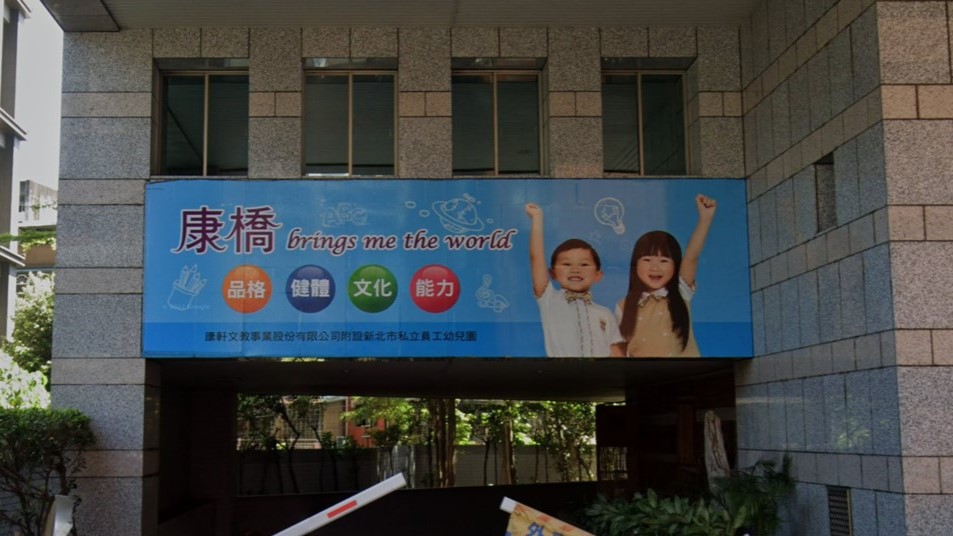 康橋 brings me the world
ABC
品格 健體 文化 能力
康軒文教事業股份有限公司附設新北市私立員工幼兒園